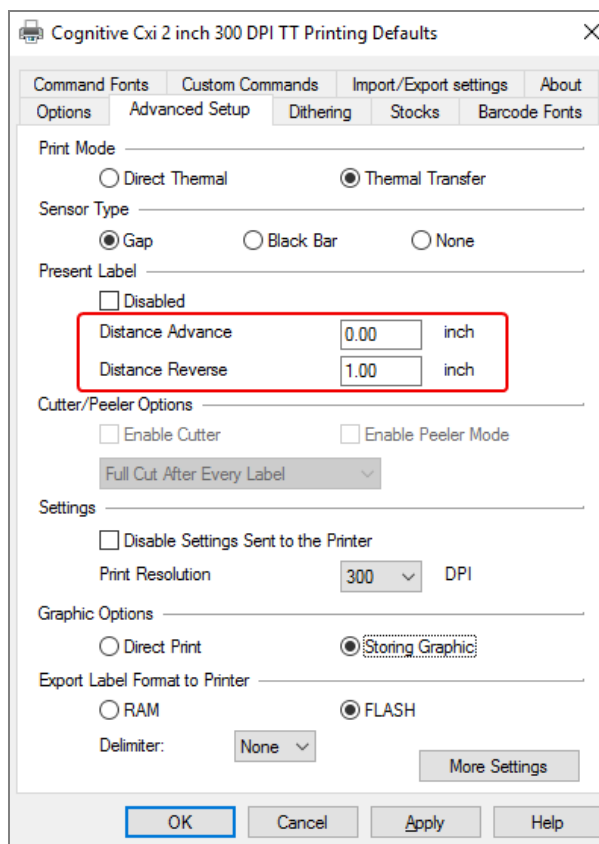 Cognitive Cxi 2 inch 300 DPI TT Printing Defaults
Command Fonts Custom Commands Import/Export settings About
Options Advanced Setup Dithering Stocks Barcode Fonts
Print Mode
Direct Thermal Thermal Transfer
Sensor Type
Gap Black Bar None
Present Label
Disabled
Distance Advance 0.00 inch
Distance Reverse 1.00 inch
Cutter/Peeler Options
Enable Cutter Enable Peeler Mode
Full Cut After Every Label
Settings
Disable Settings Sent to the Printer
Print Resolution 300 DPI
Graphic Options
Direct Print Storing Graphic
Export Label Format to Printer
RAM FLASH
Delimiter: None
More Settings
OK Cancel Apply Help